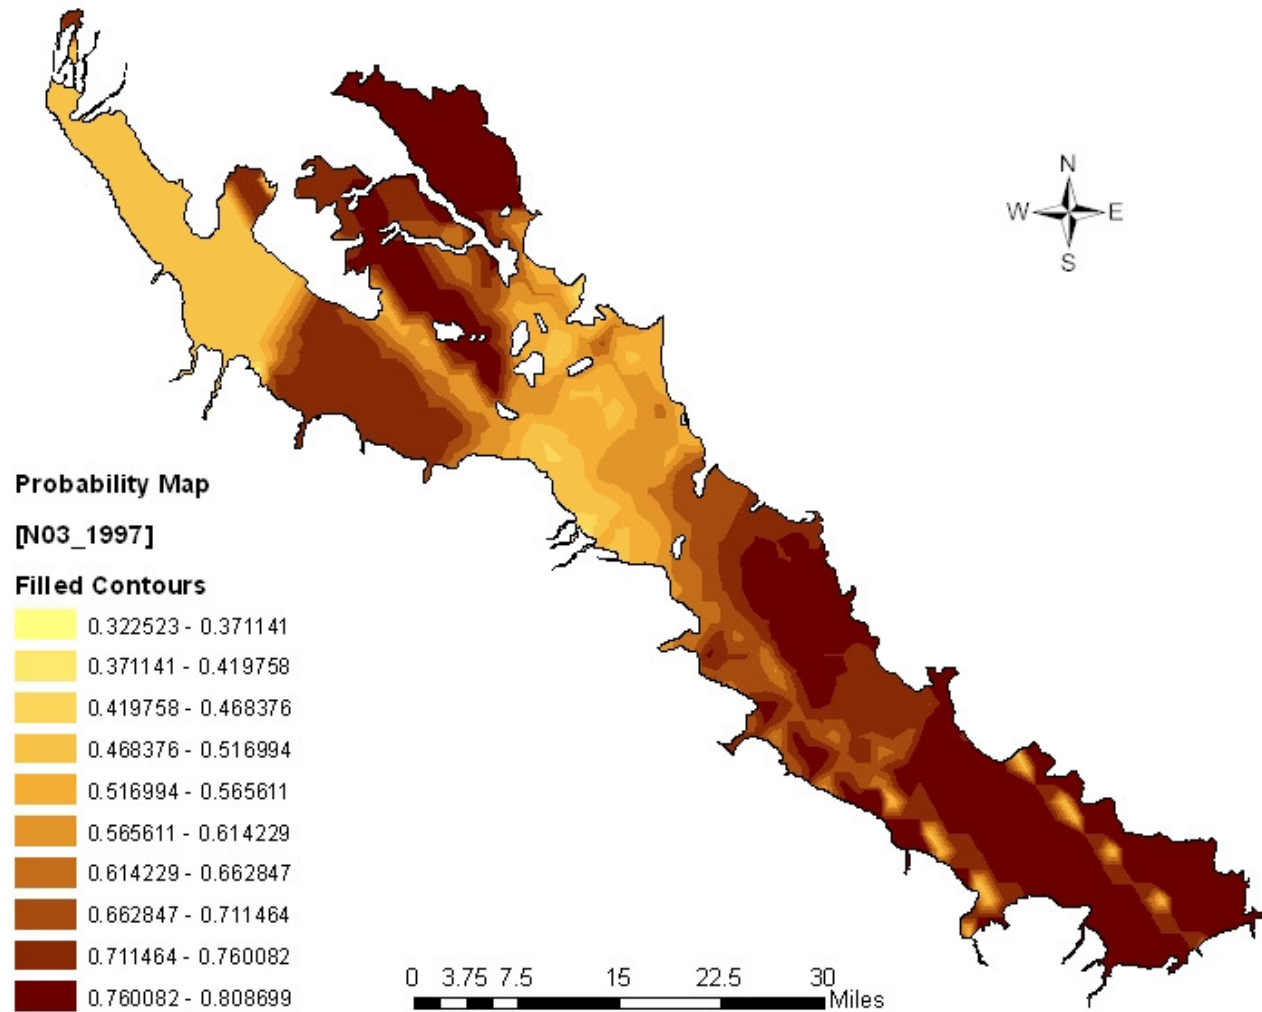 N
W E
S
Probability Map
[N03_1997]
Filled Contours
0.322523 - 0.371141
0.371141 - 0.419758
0.419758 - 0.468376
0.468376 - 0.516994
0.516994 - 0.565611
0.565611 - 0.614229
0.614229 - 0.662847
0.662847 - 0.711464
0.711464 - 0.760082
0.760082 - 0.808699
0 3.75 7.5 15 22.5 30
Miles